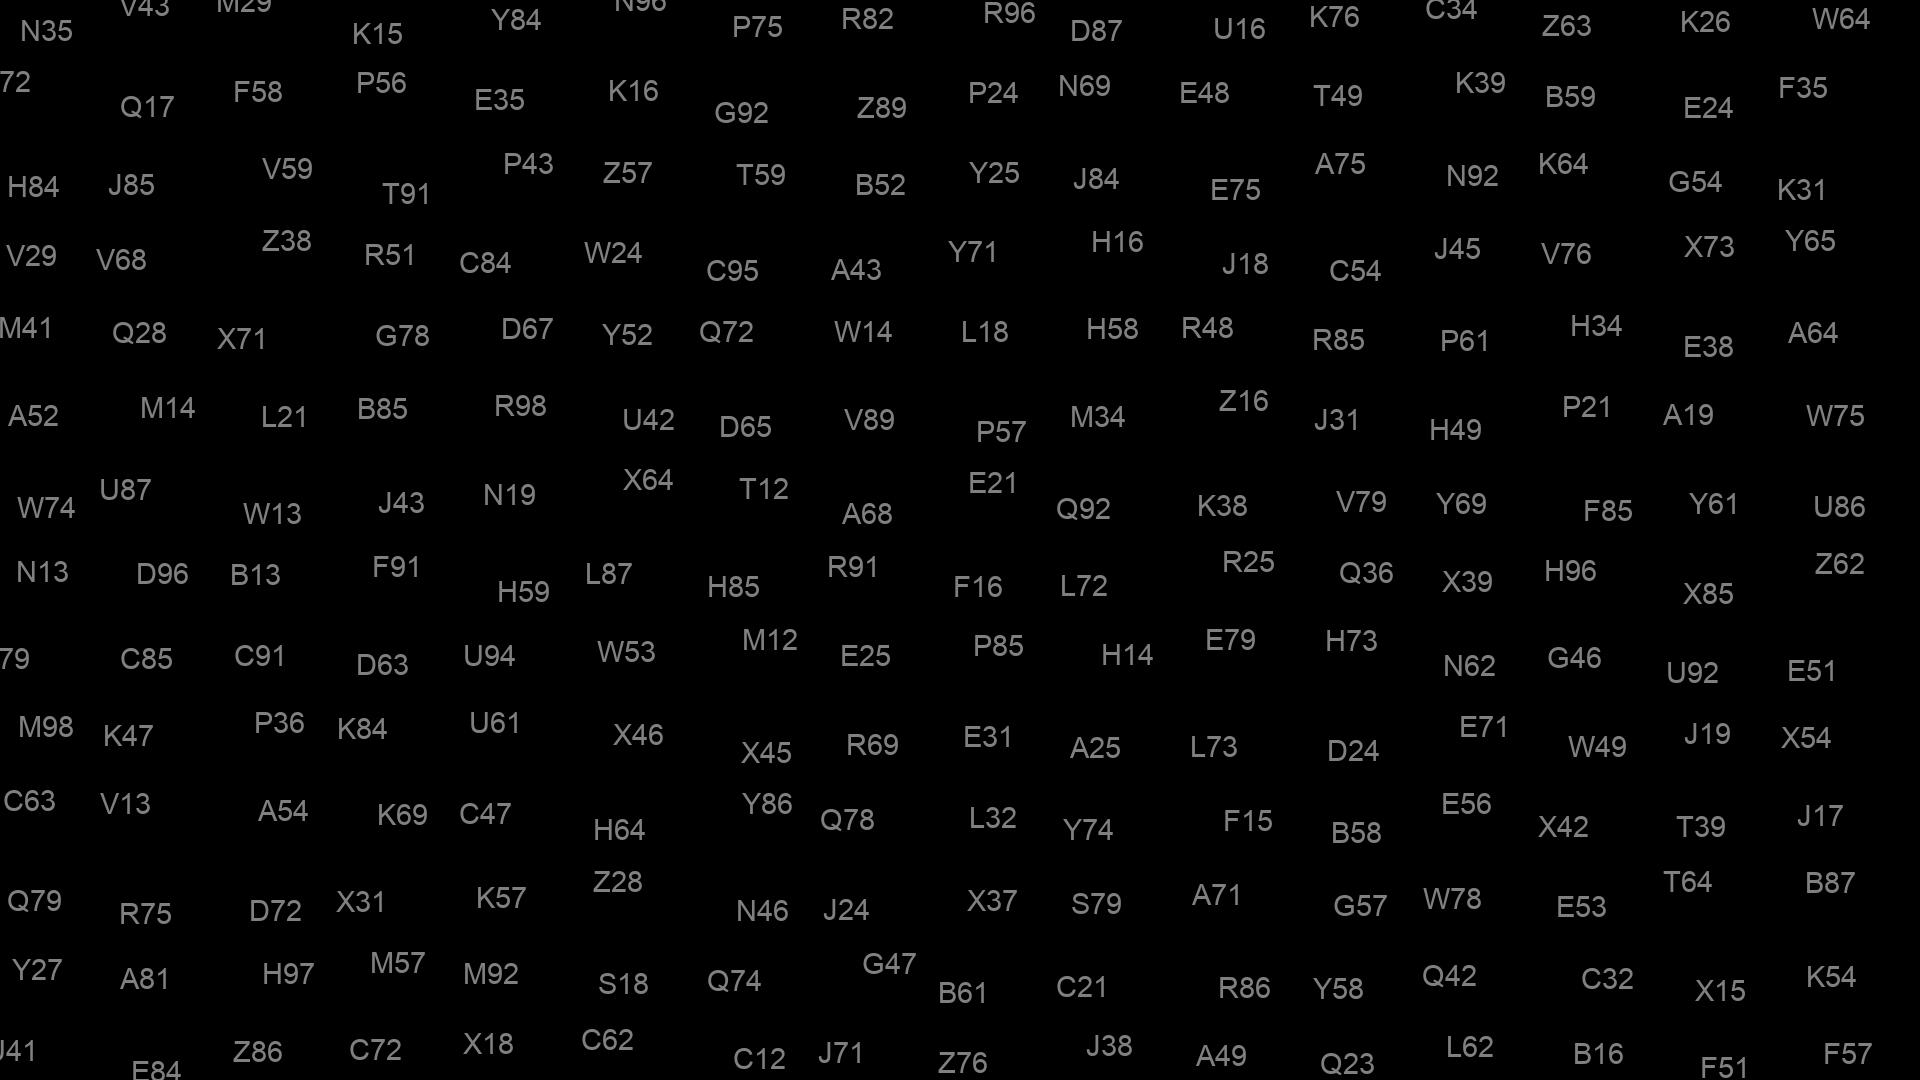 N35 V43 M29 K15 Y84 N96 P75 R82 R96 D87 U16 K76 C34 Z63 K26 W64
72 Q17 F58 P56 E35 K16 G92 Z89 P24 N69 E48 T49 K39 B59 E24 F35
H84 J85 V59 T91 P43 Z57 T59 B52 Y25 J84 E75 A75 N92 K64 G54 K31
V29 V68 Z38 R51 C84 W24 C95 A43 Y71 H16 J18 C54 J45 V76 X73 Y65
M41 Q28 X71 G78 D67 Y52 Q72 W14 L18 H58 R48 R85 P61 H34 E38 A64
A52 M14 L21 B85 R98 U42 D65 V89 P57 M34 Z16 J31 H49 P21 A19 W75
W74 U87 W13 J43 N19 X64 T12 A68 E21 Q92 K38 V79 Y69 F85 Y61 U86
N13 D96 B13 F91 H59 L87 H85 R91 F16 L72 R25 Q36 X39 H96 X85 Z62
79 C85 C91 D63 U94 W53 M12 E25 P85 H14 E79 H73 N62 G46 U92 E51
M98 K47 P36 K84 U61 X46 X45 R69 E31 A25 L73 D24 E71 W49 J19 X54
C63 V13 A54 K69 C47 H64 Y86 Q78 L32 Y74 F15 B58 E56 X42 T39 J17
Q79 R75 D72 X31 K57 Z28 N46 J24 X37 S79 A71 G57 W78 E53 T64 B87
Y27 A81 H97 M57 M92 S18 Q74 G47 B61 C21 R86 Y58 Q42 C32 X15 K54
41 E84 Z86 C72 X18 C62 C12 J71 Z76 J38 A49 Q23 L62 B16 F51 F57